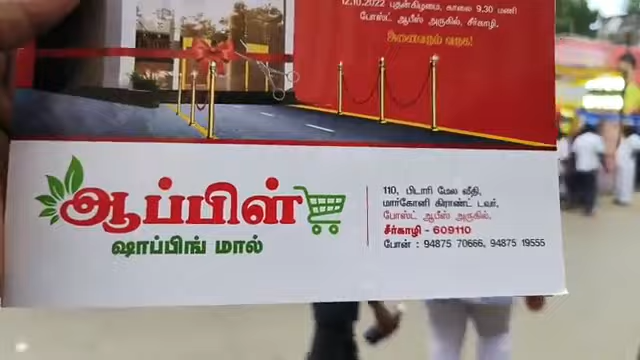 12.10.2022 புதன்கிழமை, காலை 9.30 மணி
போஸ்ட் ஆபீஸ் அருகில், சீர்காழி.
அனைவரும் வருக!
ஆப்பிள்
ஷாப்பிங் மால்
110, பிடாரி மேல வீதி,
மார்கோனி கிராண்ட் டவர்,
போஸ்ட் ஆபீஸ் அருகில்,
சீர்காழி - 609110
போன் : 94875 70666, 94875 19555